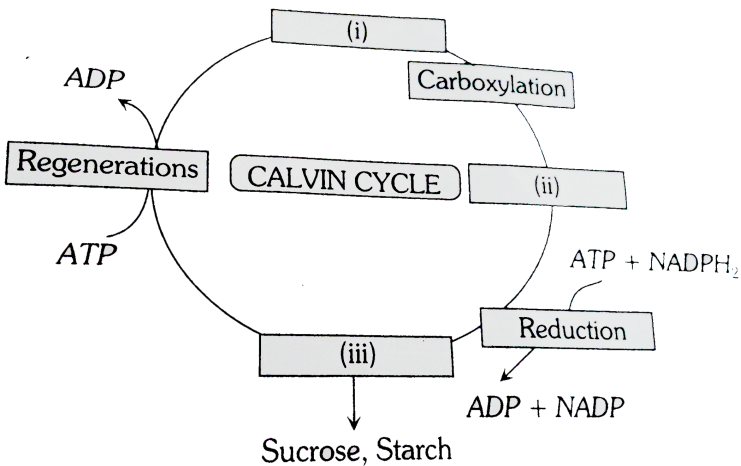 (i)
Carboxylation
ADP
Regenerations
CALVIN CYCLE
(ii)
ATP
ATP + NADPH₂
Reduction
(iii)
ADP + NADP
Sucrose, Starch